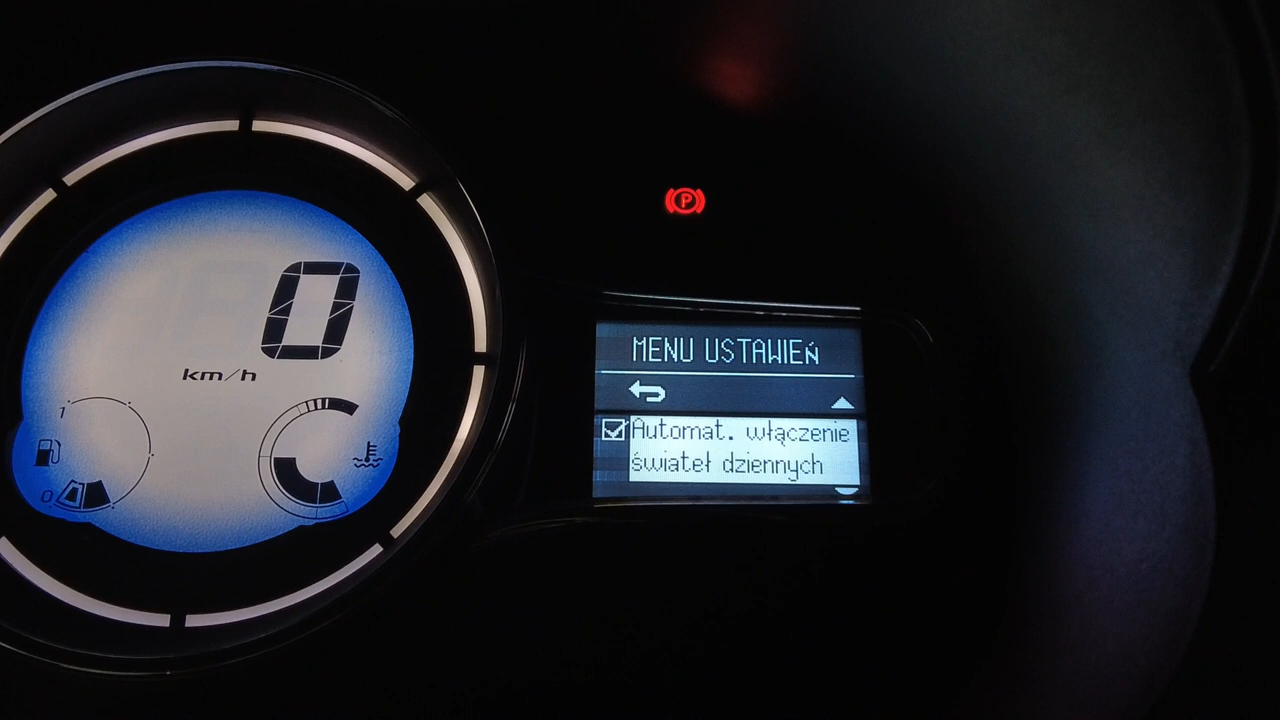 0
km/h
1
0
P
MENU USTAWIEń
Automat. włączenie
świateł dziennych